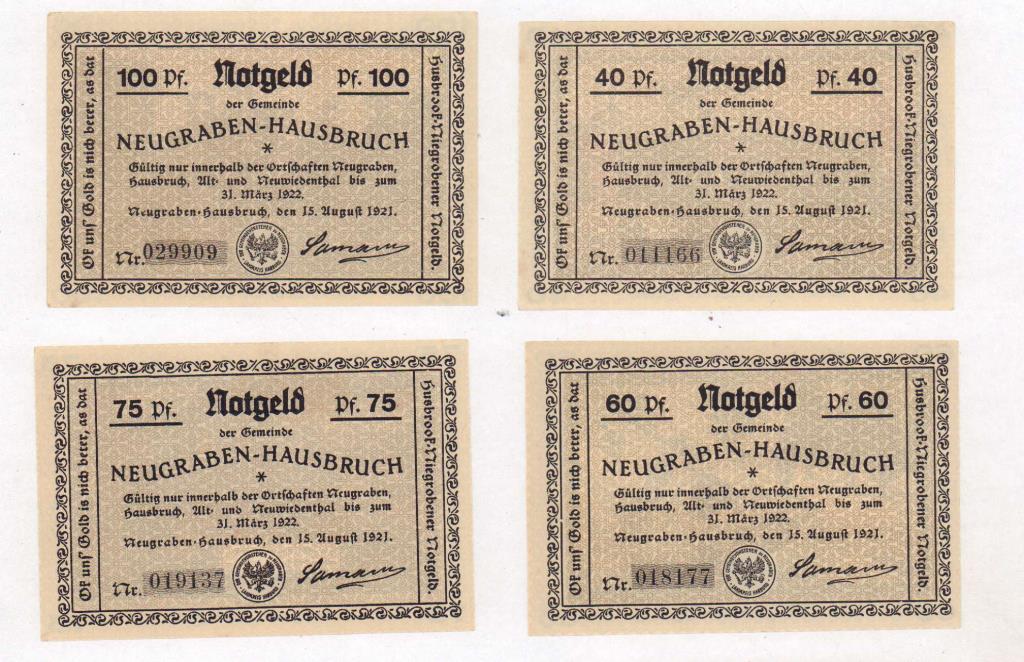 Ok uns' Gold is nich beter, as dat
100 Pf. Notgeld Pf. 100
der Gemeinde
NEUGRABEN-HAUSBRUCH
*
Gültig nur innerhalb der Ortschaften Neugraben,
Hausbruch, Alt- und Neuwiedenthal bis zum
31. März 1922.
Neugraben-Hausbruch, den 15. August 1921.
Nr. 029909
Husbroof-Niegrobener Notgeld.
Ok uns' Gold is nich beter, as dat
40 Pf. Notgeld Pf. 40
der Gemeinde
NEUGRABEN-HAUSBRUCH
*
Gültig nur innerhalb der Ortschaften Neugraben,
Hausbruch, Alt- und Neuwiedenthal bis zum
31. März 1922.
Neugraben-Hausbruch, den 15. August 1921.
Nr. 011166
Husbroof-Niegrobener Notgeld.
Ok uns' Gold is nich beter, as dat
75 Pf. Notgeld Pf. 75
der Gemeinde
NEUGRABEN-HAUSBRUCH
*
Gültig nur innerhalb der Ortschaften Neugraben,
Hausbruch, Alt- und Neuwiedenthal bis zum
31. März 1922.
Neugraben-Hausbruch, den 15. August 1921.
Nr. 019137
Husbroof-Niegrobener Notgeld.
Ok uns' Gold is nich beter, as dat
60 Pf. Notgeld Pf. 60
der Gemeinde
NEUGRABEN-HAUSBRUCH
*
Gültig nur innerhalb der Ortschaften Neugraben,
Hausbruch, Alt- und Neuwiedenthal bis zum
31. März 1922.
Neugraben-Hausbruch, den 15. August 1921.
Nr. 018177
Husbroof-Niegrobener Notgeld.